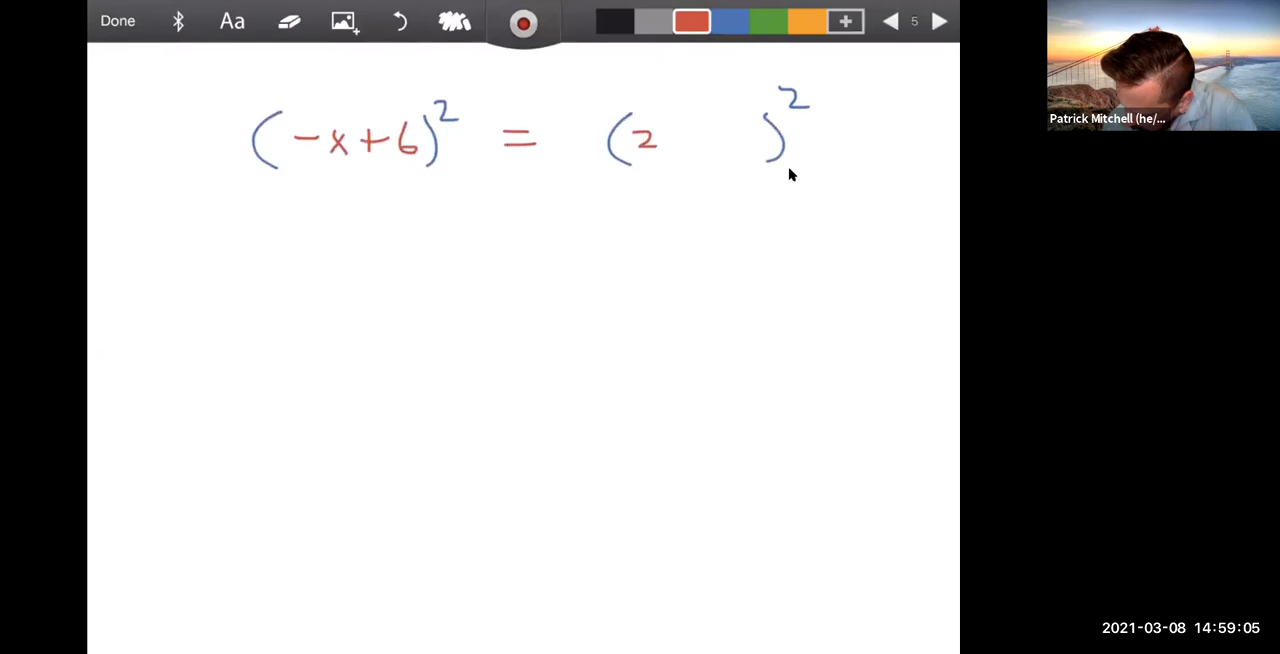 Done Aa 5
(-x+6)² = (2 )²
Patrick Mitchell (he/...
2021-03-08 14:59:05